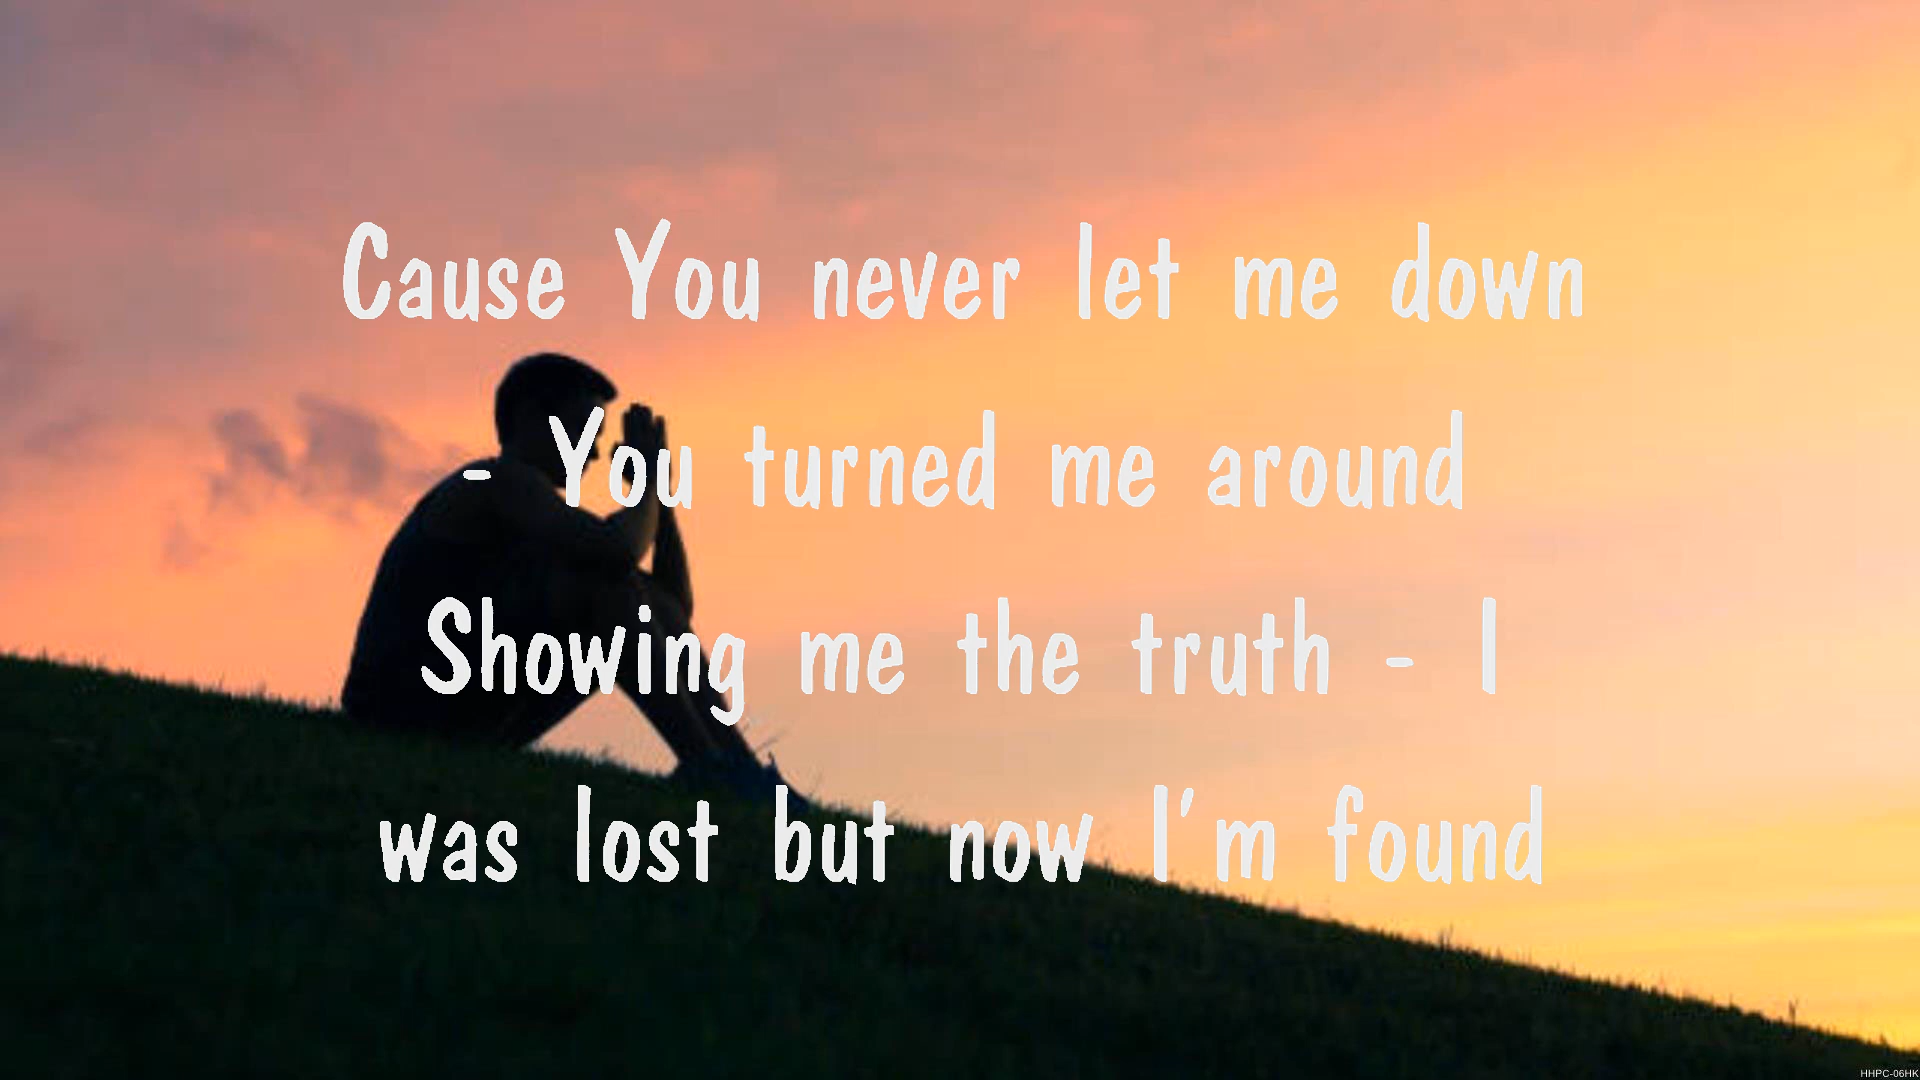 Cause You never let me down
- You turned me around
Showing me the truth - I
was lost but now I'm found
HHPC-06HK